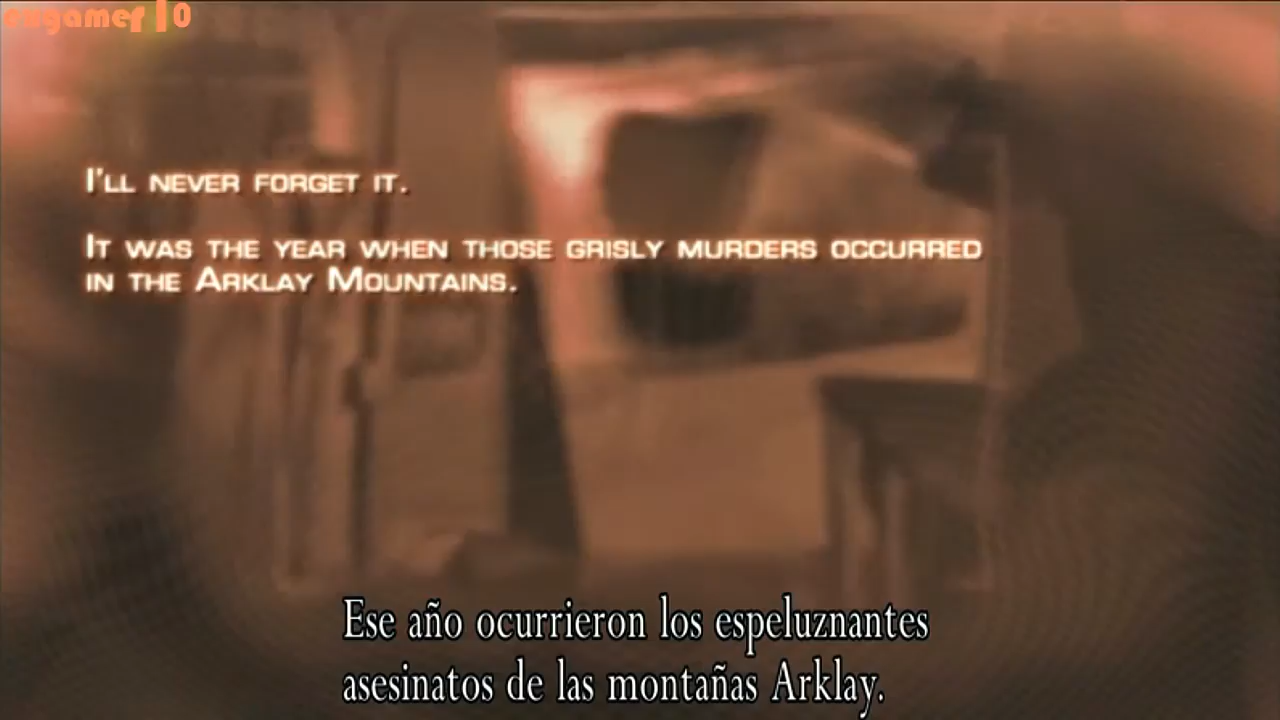 exgamer10
I'LL NEVER FORGET IT.
IT WAS THE YEAR WHEN THOSE GRISLY MURDERS OCCURRED
IN THE ARKLAY MOUNTAINS.
Ese año ocurrieron los espeluznantes
asesinatos de las montañas Arklay.